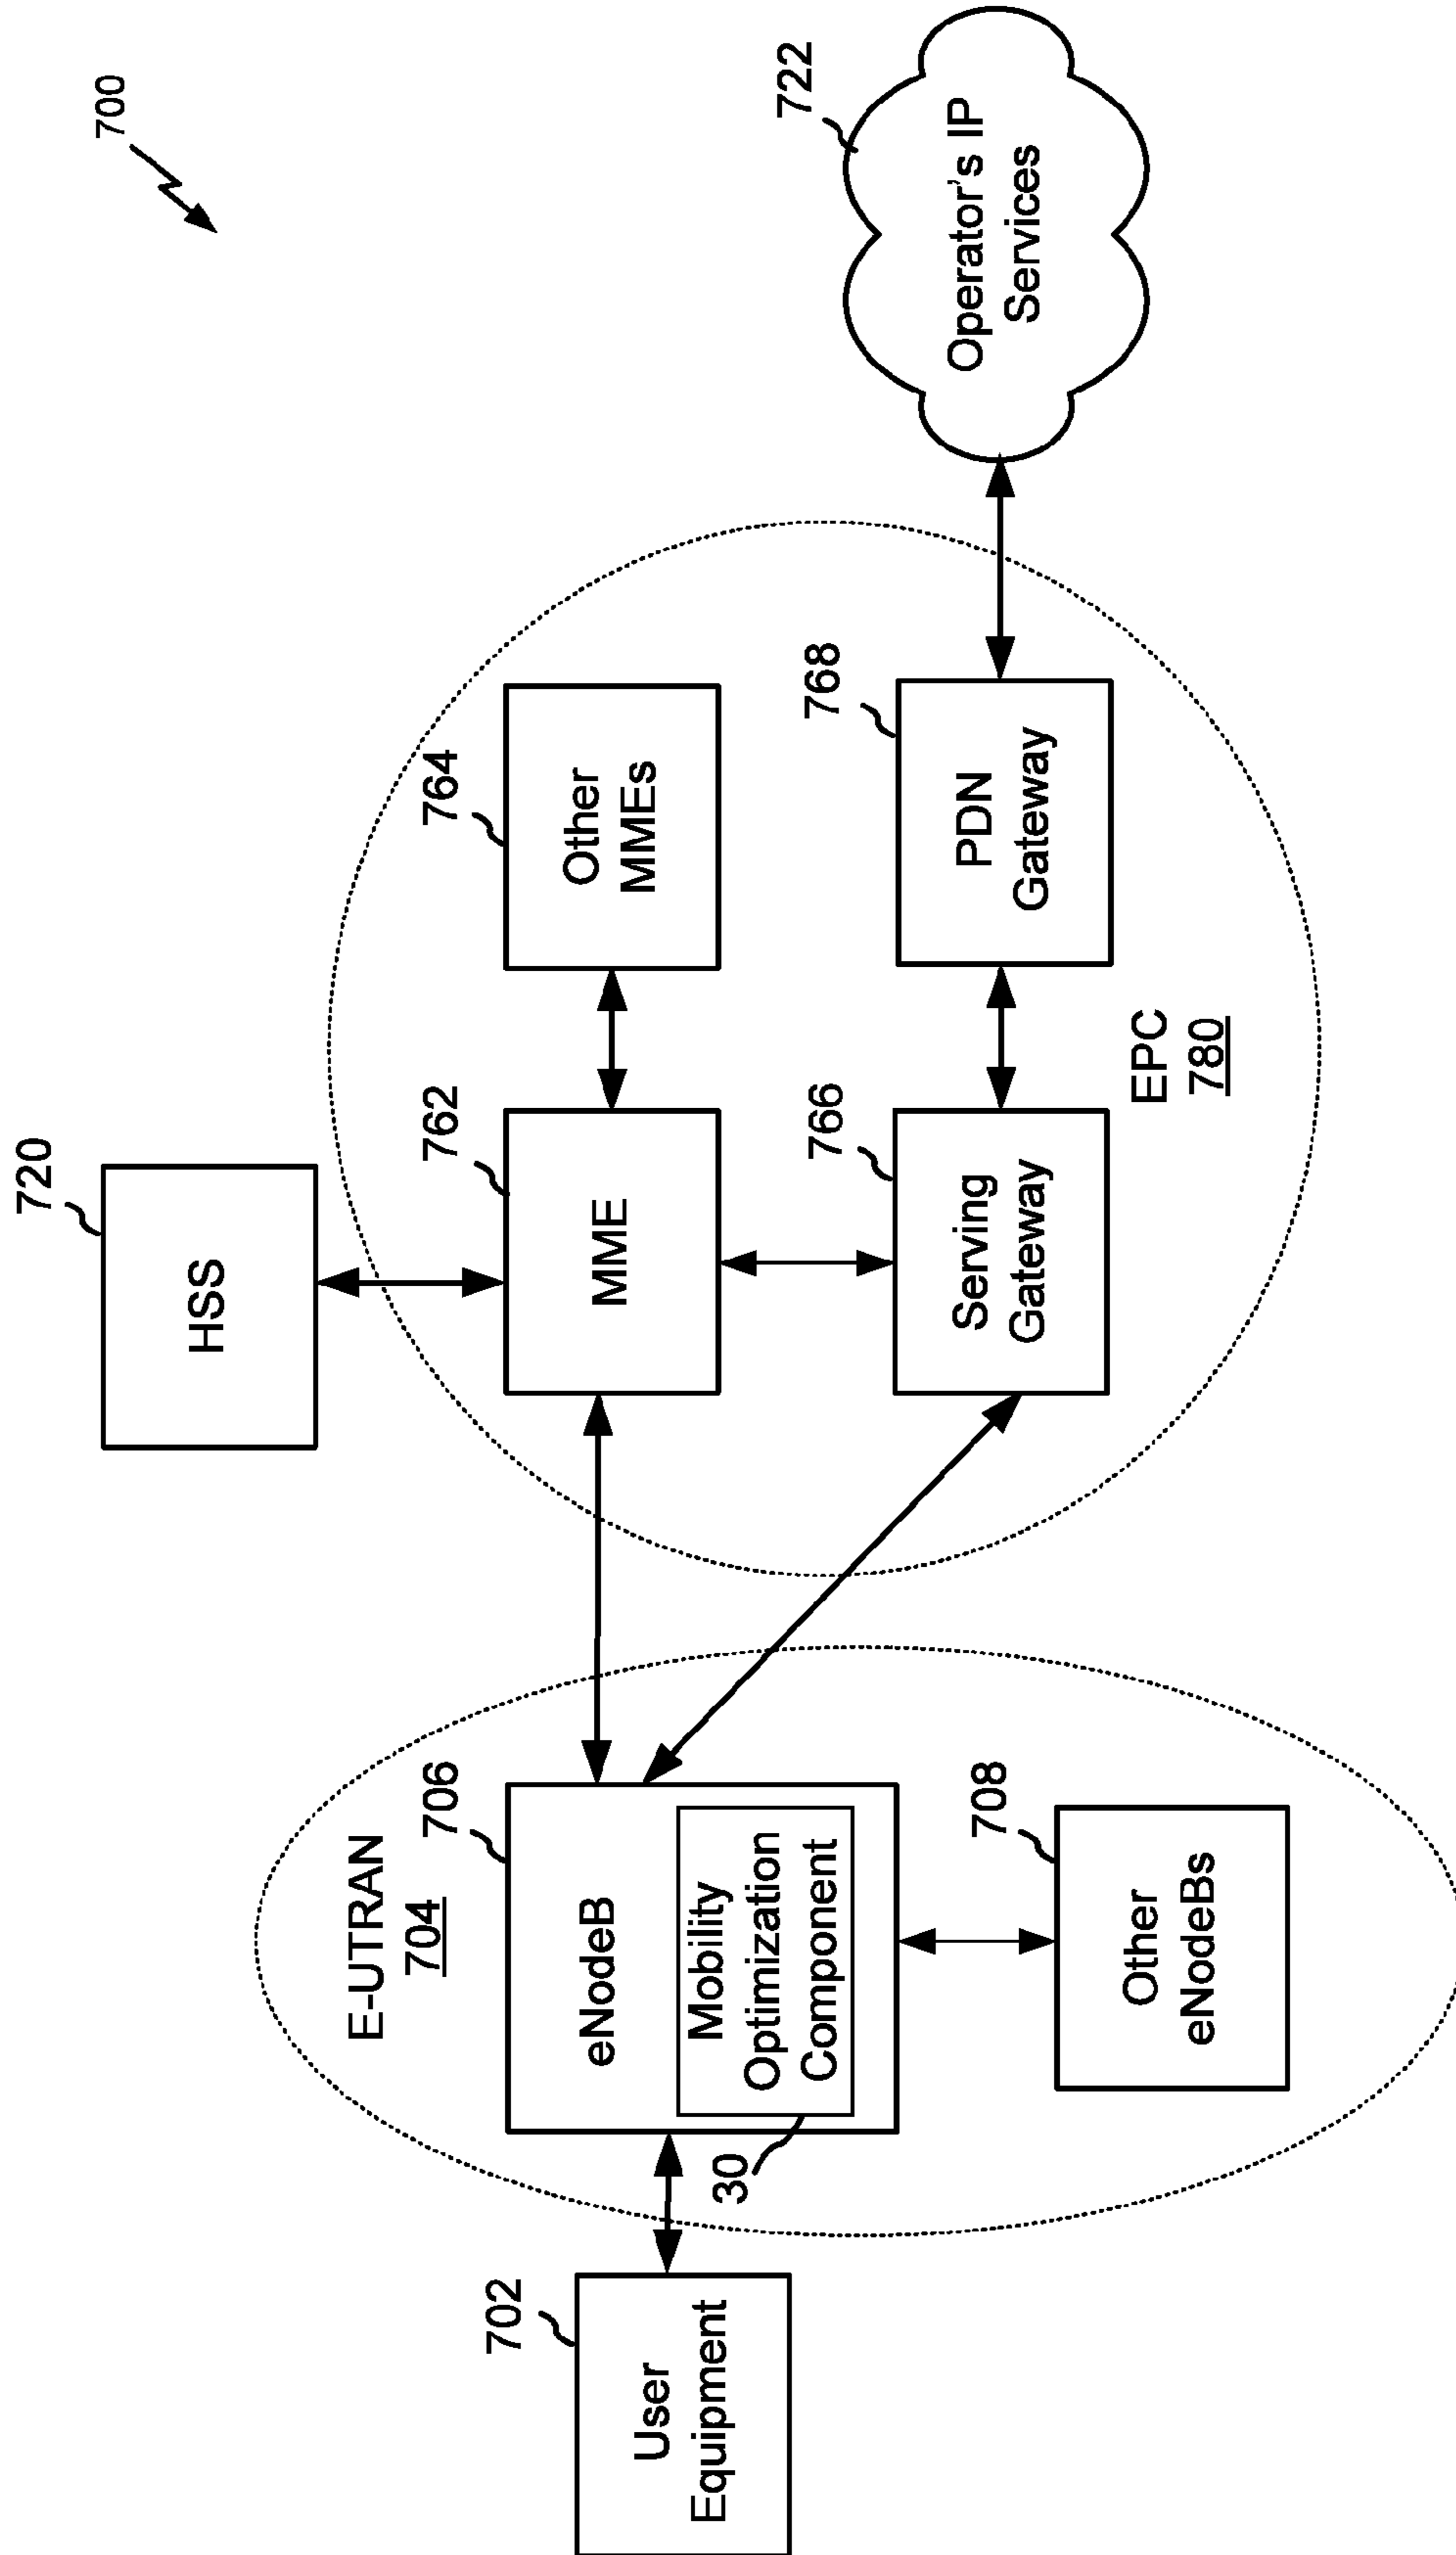 700
720
HSS
E-UTRAN
704
706
eNodeB
Mobility
Optimization
Component
30
702
User
Equipment
708
Other
eNodeBs
762
MME
764
Other
MMEs
766
Serving
Gateway
768
PDN
Gateway
EPC
780
722
Operator's IP
Services